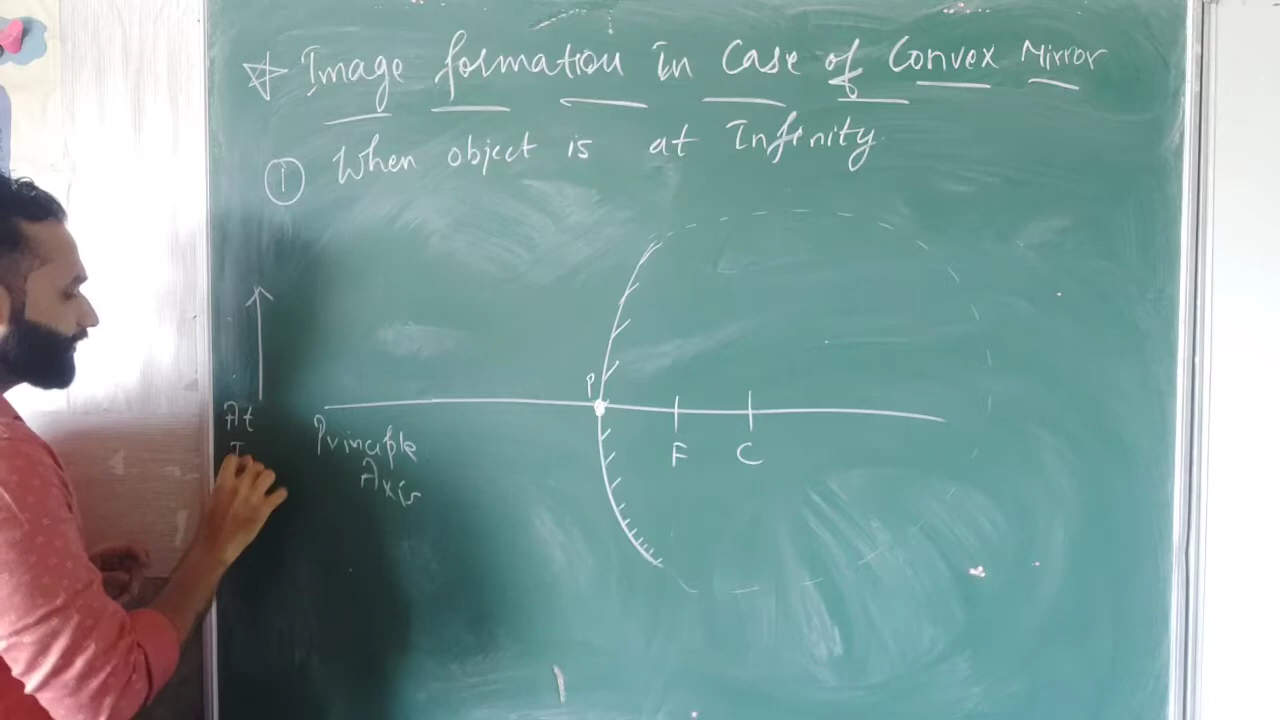 ☆ Image formation in Case of Convex Mirror
① When object is at Infinity.
P
At
I
Principle
Axis
F C